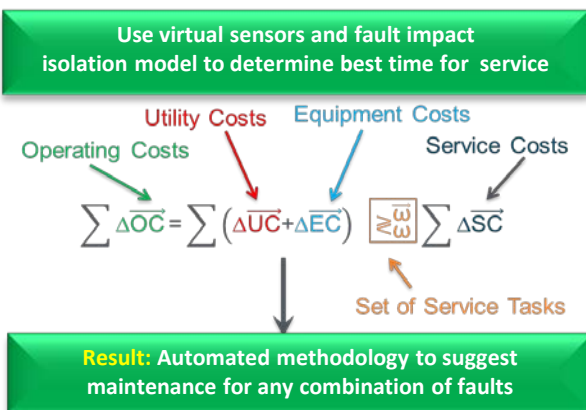 Use virtual sensors and fault impact
isolation model to determine best time for service
Utility Costs
Equipment Costs
Operating Costs
Service Costs
∑ ΔOC⃗ = ∑ (ΔUC⃗+ΔEC⃗) ≷ ω̅ ω ∑ ΔSC⃗
Set of Service Tasks
Result: Automated methodology to suggest
maintenance for any combination of faults